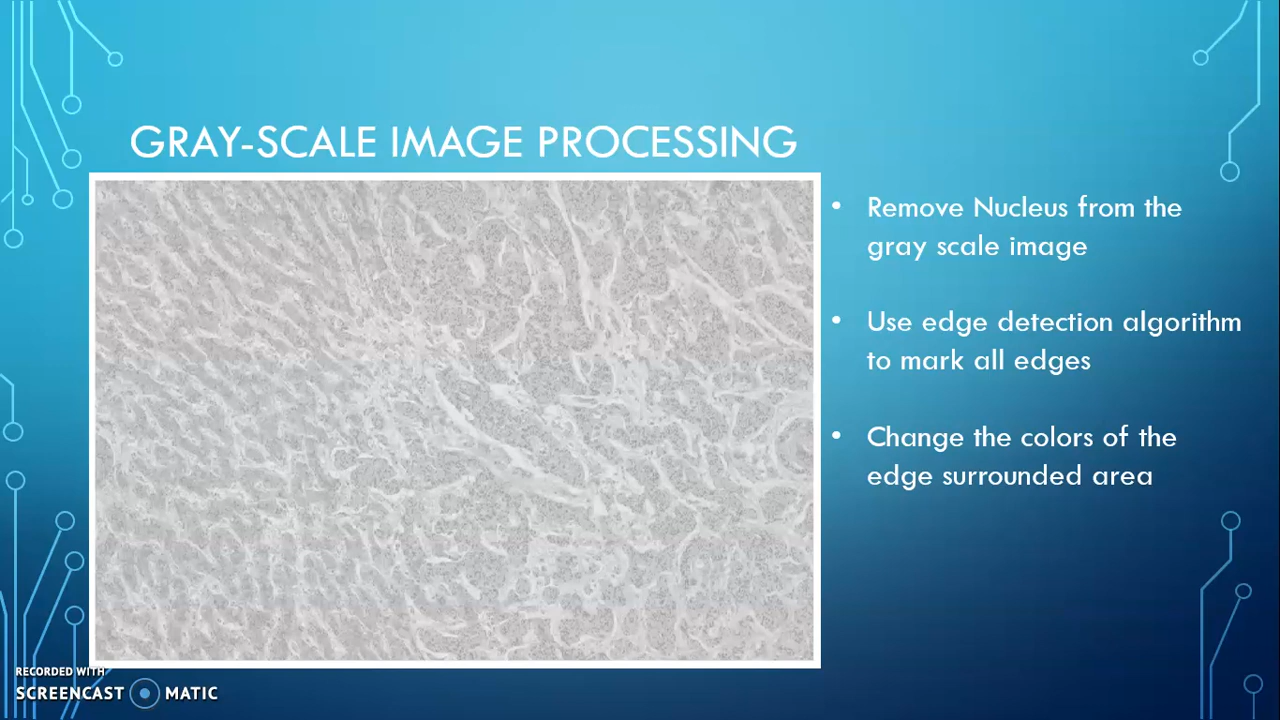 GRAY-SCALE IMAGE PROCESSING
• Remove Nucleus from the
gray scale image
• Use edge detection algorithm
to mark all edges
• Change the colors of the
edge surrounded area
RECORDED WITH
SCREENCAST MATIC